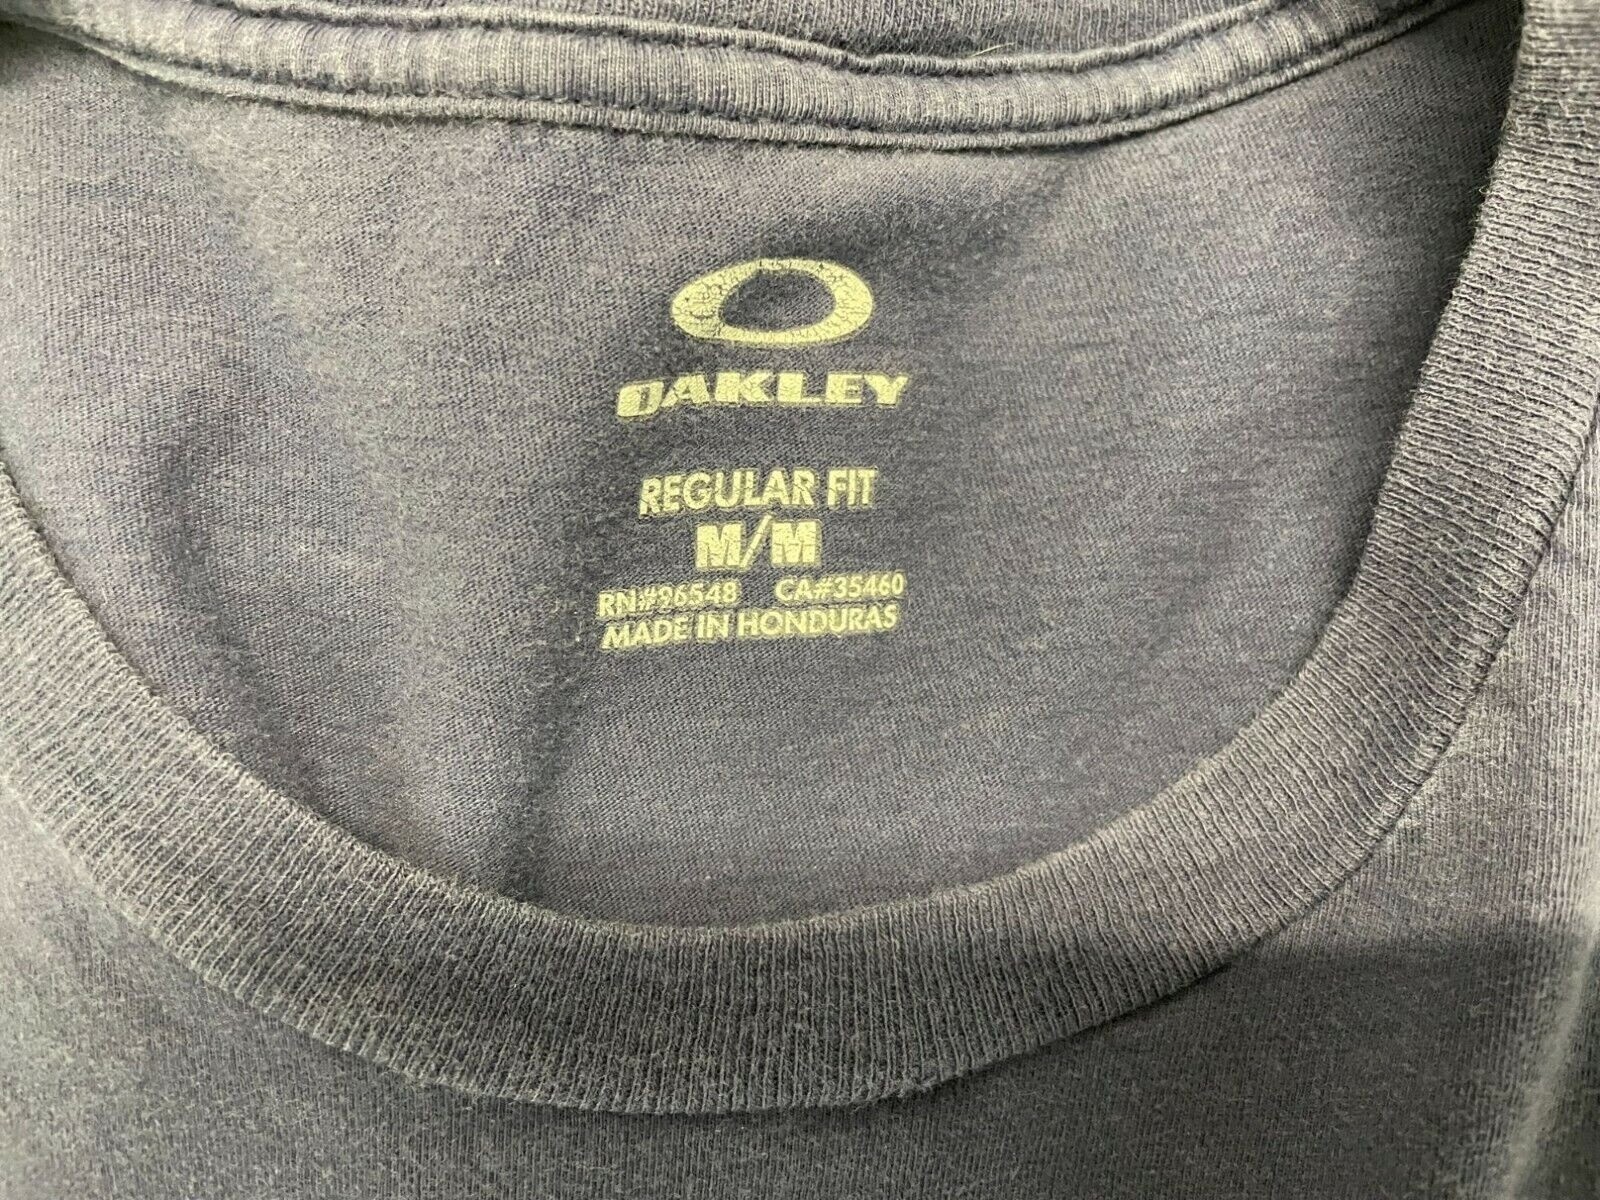 OAKLEY
REGULAR FIT
M/M
RN#96548 CA#35460
MADE IN HONDURAS